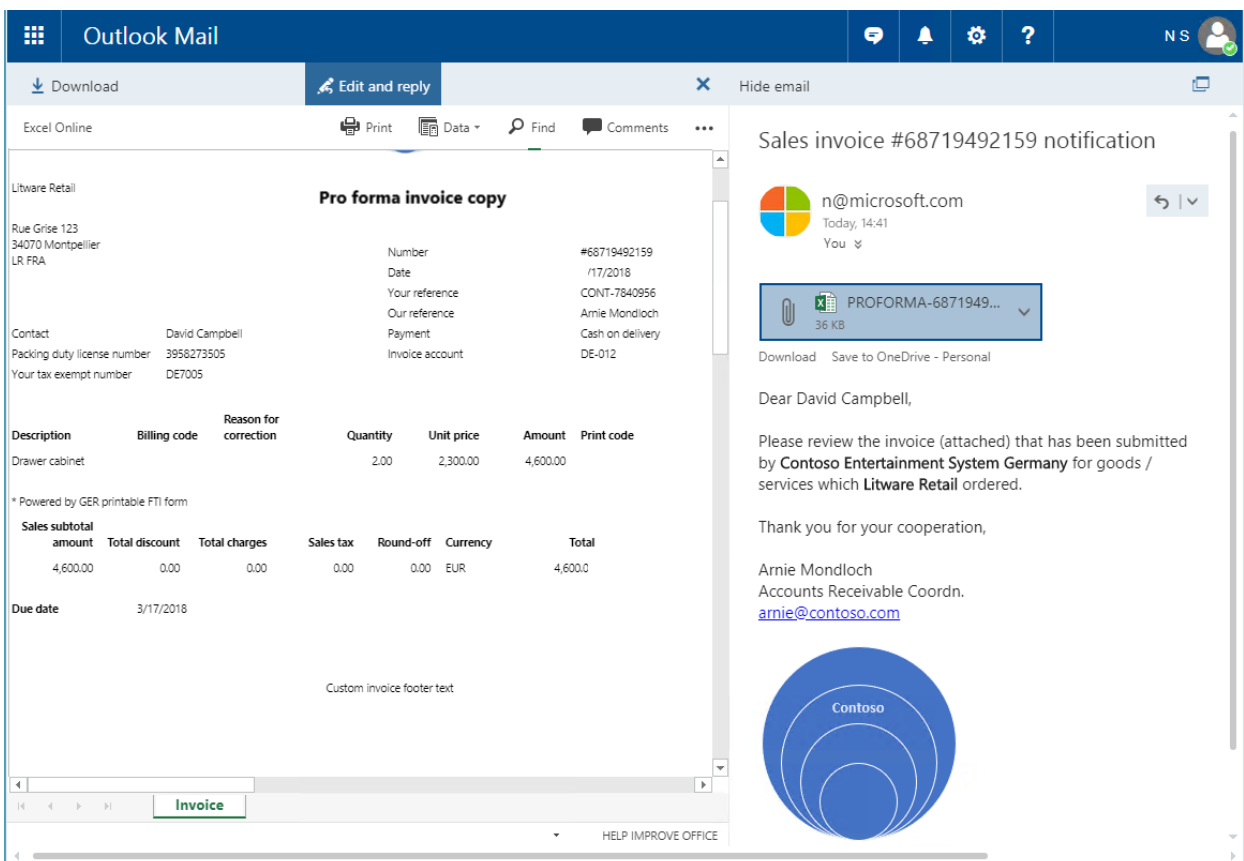 Outlook Mail
?
N S
Download
Edit and reply
Hide email
Excel Online
Print
Data
Find
Comments
Litware Retail
Pro forma invoice copy
Rue Grise 123
34070 Montpellier
LR FRA
Number #68719492159
Date /17/2018
Your reference CONT-7840956
Our reference Arnie Mondloch
Contact David Campbell Payment Cash on delivery
Packing duty license number 3958273505 Invoice account DE-012
Your tax exempt number DE7005
Reason for
Description Billing code correction Quantity Unit price Amount Print code
Drawer cabinet 2.00 2,300.00 4,600.00
* Powered by GER printable FTI form
Sales subtotal
amount Total discount Total charges Sales tax Round-off Currency Total
4,600.00 0.00 0.00 0.00 0.00 EUR 4,600.0
Due date 3/17/2018
Custom invoice footer text
Invoice
HELP IMPROVE OFFICE
Sales invoice #68719492159 notification
n@microsoft.com
Today, 14:41
You
PROFORMA-6871949...
36 KB
Download Save to OneDrive - Personal
Dear David Campbell,
Please review the invoice (attached) that has been submitted
by Contoso Entertainment System Germany for goods /
services which Litware Retail ordered.
Thank you for your cooperation,
Arnie Mondloch
Accounts Receivable Coordn.
arnie@contoso.com
Contoso